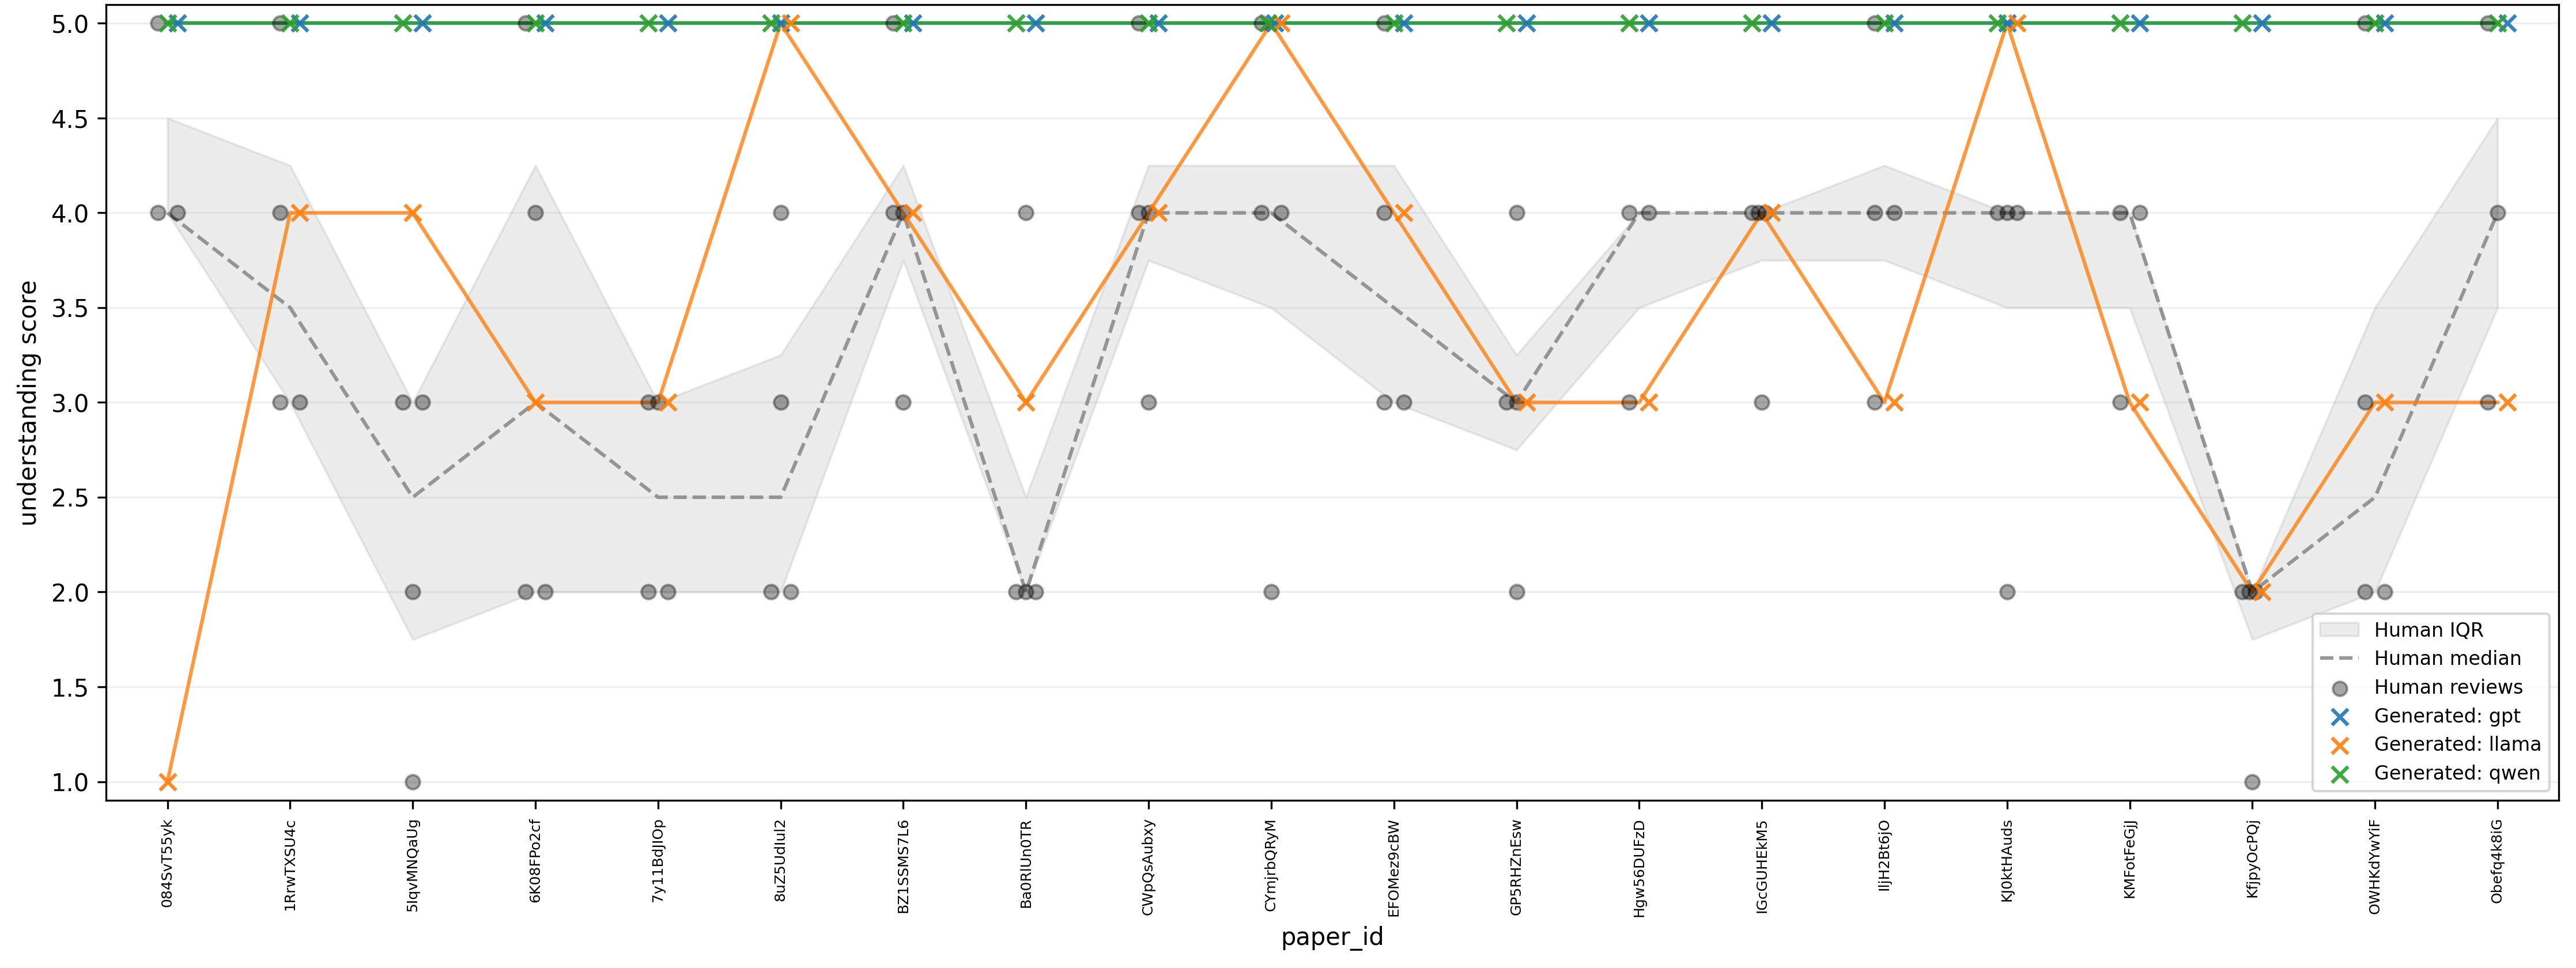 5.0
4.5
4.0
3.5
3.0
2.5
2.0
1.5
1.0
understanding score
Human IQR
Human median
Human reviews
Generated: gpt
Generated: llama
Generated: qwen
084SvT55yk
1RrwTXSU4c
5lqvMNQaUg
6K08FPo2cf
7y11BdJlOp
8uZ5UdIul2
BZ1SSMS7L6
Ba0RlUn0TR
CWpQsAubxy
CYmjrbQRyM
EFOMez9cBW
GP5RHZnEsw
Hgw56DUFzD
IGcGUHEkM5
IljH2Bt6jO
KJ0ktHAuds
KMFotFeGjJ
KfjpyOcPQj
OWHKdYwYiF
Obefq4k8iG
paper_id